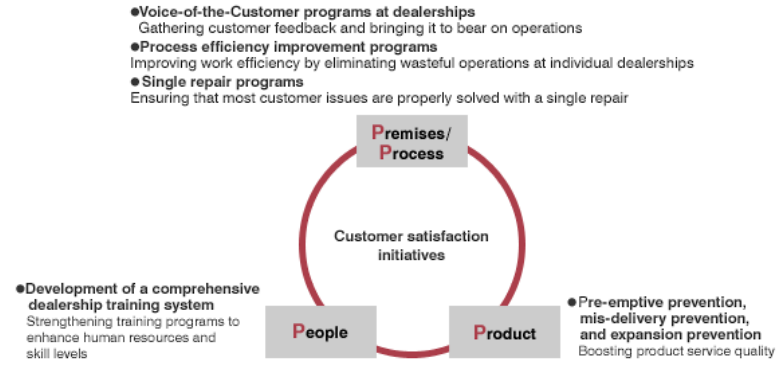 ●Voice-of-the-Customer programs at dealerships
Gathering customer feedback and bringing it to bear on operations
●Process efficiency improvement programs
Improving work efficiency by eliminating wasteful operations at individual dealerships
●Single repair programs
Ensuring that most customer issues are properly solved with a single repair
Premises/
Process
Customer satisfaction
initiatives
●Development of a comprehensive
dealership training system
Strengthening training programs to
enhance human resources and
skill levels
People
Product
●Pre-emptive prevention,
mis-delivery prevention,
and expansion prevention
Boosting product service quality